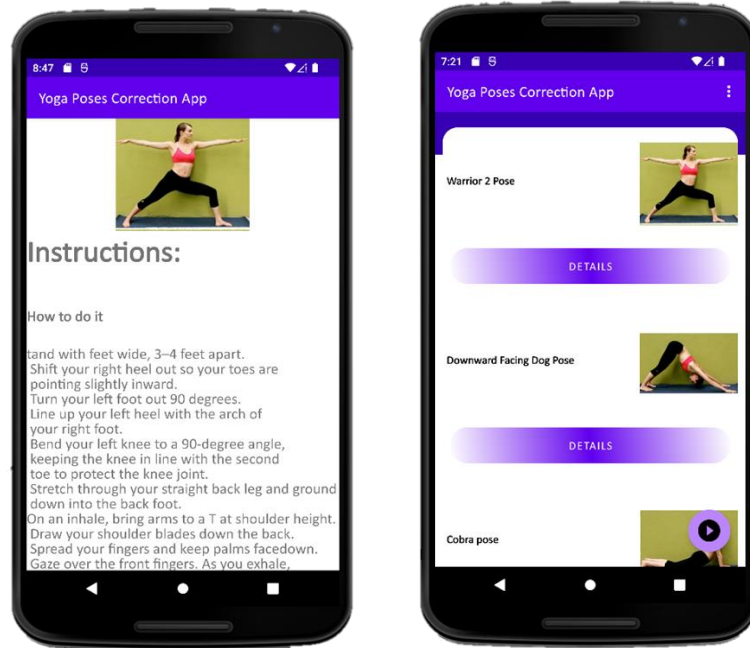 8:47
Yoga Poses Correction App
Instructions:
How to do it
tand with feet wide, 3–4 feet apart.
Shift your right heel out so your toes are
pointing slightly inward.
Turn your left foot out 90 degrees.
Line up your left heel with the arch of
your right foot.
Bend your left knee to a 90-degree angle,
keeping the knee in line with the second
toe to protect the knee joint.
Stretch through your straight back leg and ground
down into the back foot.
On an inhale, bring arms to a T at shoulder height.
Draw your shoulder blades down the back.
Spread your fingers and keep palms facedown.
Gaze over the front fingers. As you exhale,
7:21
Yoga Poses Correction App
Warrior 2 Pose
DETAILS
Downward Facing Dog Pose
DETAILS
Cobra pose